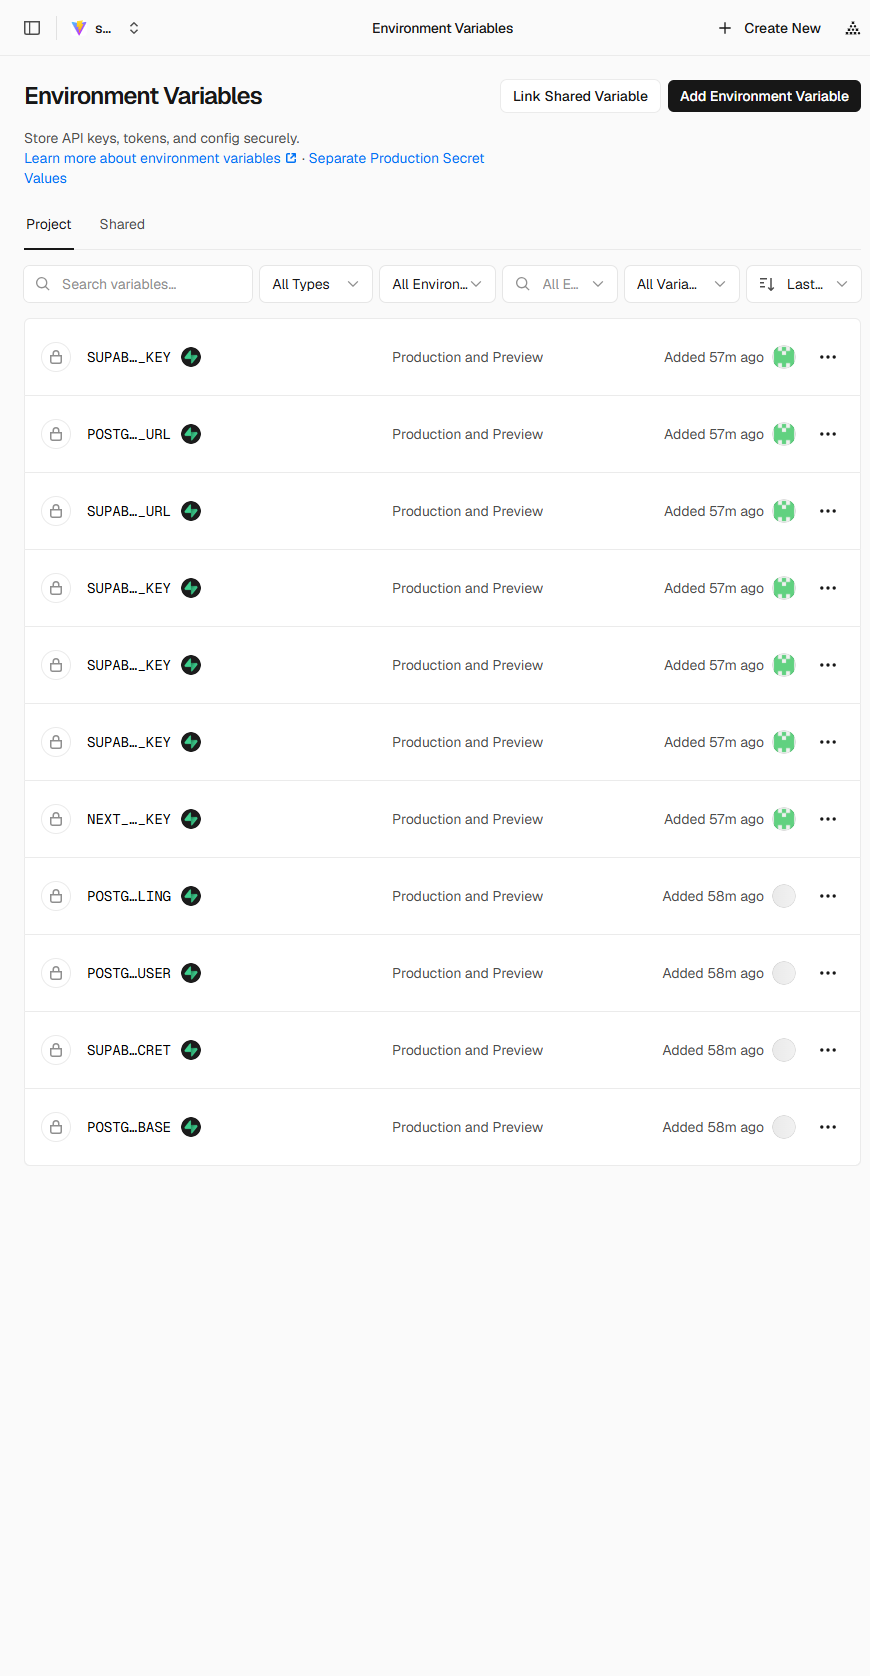 s...
Environment Variables
Create New
Environment Variables
Link Shared Variable
Add Environment Variable
Store API keys, tokens, and config securely.
Learn more about environment variables · Separate Production Secret
Values
Project
Shared
Search variables...
All Types
All Environ...
All E...
All Varia...
Last...
SUPAB…_KEY Production and Preview Added 57m ago
POSTG…_URL Production and Preview Added 57m ago
SUPAB…_URL Production and Preview Added 57m ago
SUPAB…_KEY Production and Preview Added 57m ago
SUPAB…_KEY Production and Preview Added 57m ago
SUPAB…_KEY Production and Preview Added 57m ago
NEXT_…_KEY Production and Preview Added 57m ago
POSTG…LING Production and Preview Added 58m ago
POSTG…USER Production and Preview Added 58m ago
SUPAB…CRET Production and Preview Added 58m ago
POSTG…BASE Production and Preview Added 58m ago